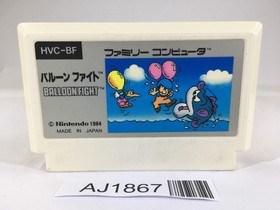 HVC-BF
ファミリー コンピュータ
バルーン ファイト
BALLOON FIGHT
© Nintendo 1984
MADE IN JAPAN
AJ1867